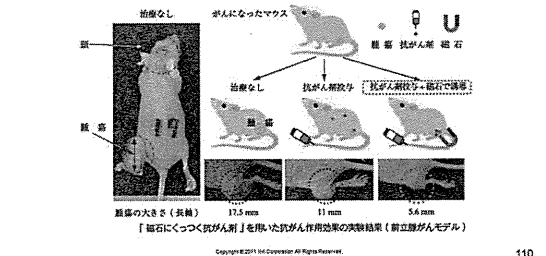 治療なし
がんになったマウス
頭
腫瘍
抗がん剤
磁石
治療なし
抗がん剤投与
抗がん剤投与+磁石で誘導
腫瘍
腫瘍
17
腫瘍の大きさ(長軸)
17.5 mm
11 mm
5.6 mm
『磁石にくっつく抗がん剤』を用いた抗がん作用効果の実験結果(前立腺がんモデル)
All Rights Reserved.
110